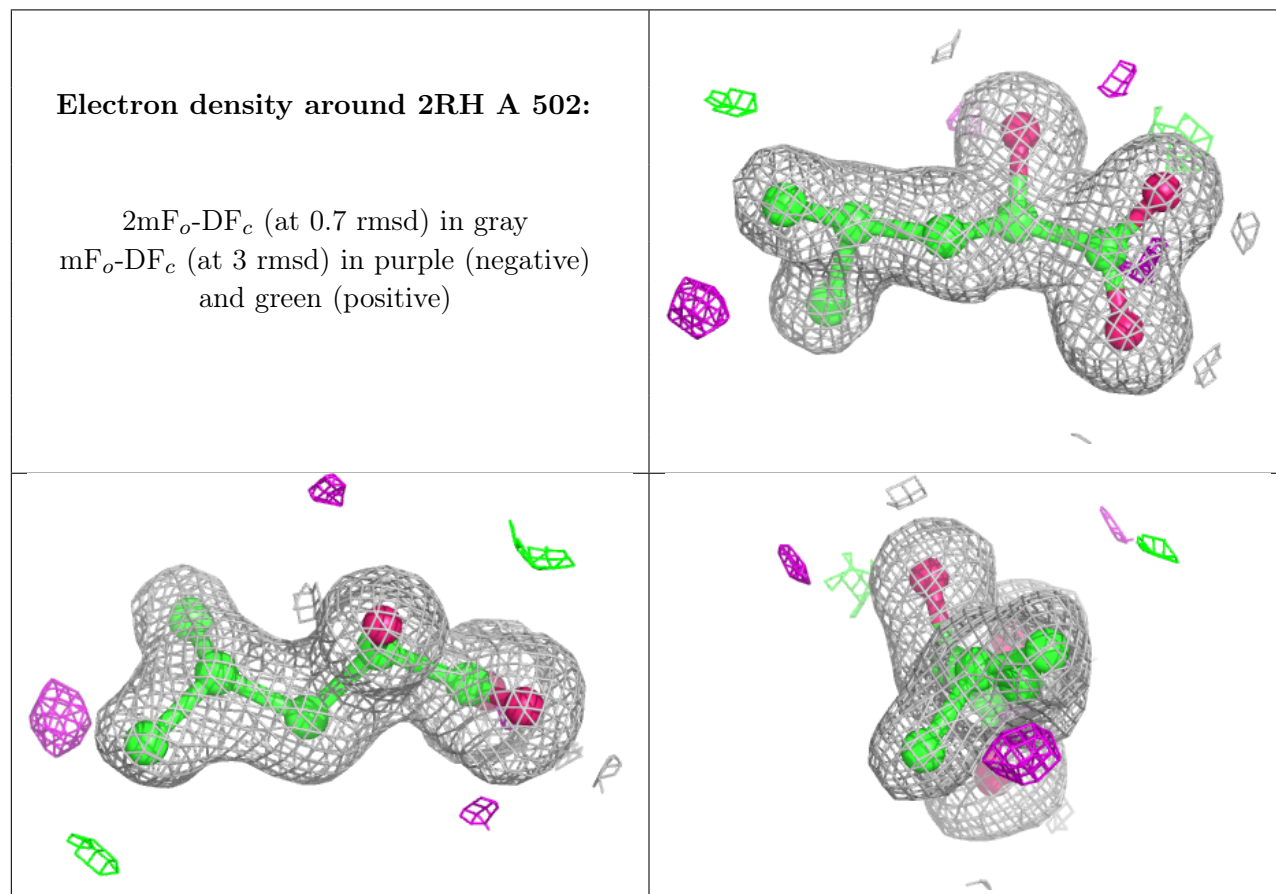 Electron density around 2RH A 502:
2mFo-DFc (at 0.7 rmsd) in gray
mFo-DFc (at 3 rmsd) in purple (negative)
and green (positive)